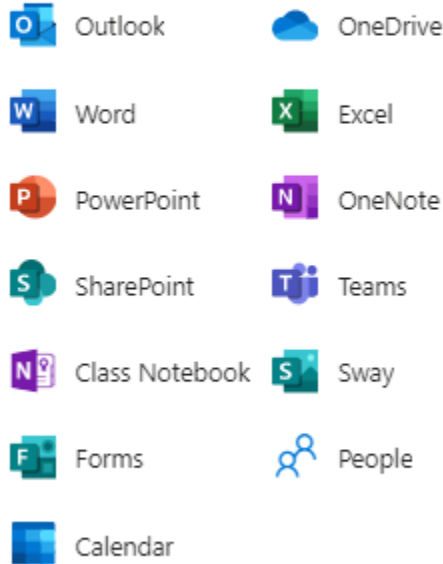 Outlook
OneDrive
Word
Excel
PowerPoint
OneNote
SharePoint
Teams
Class Notebook
Sway
Forms
People
Calendar